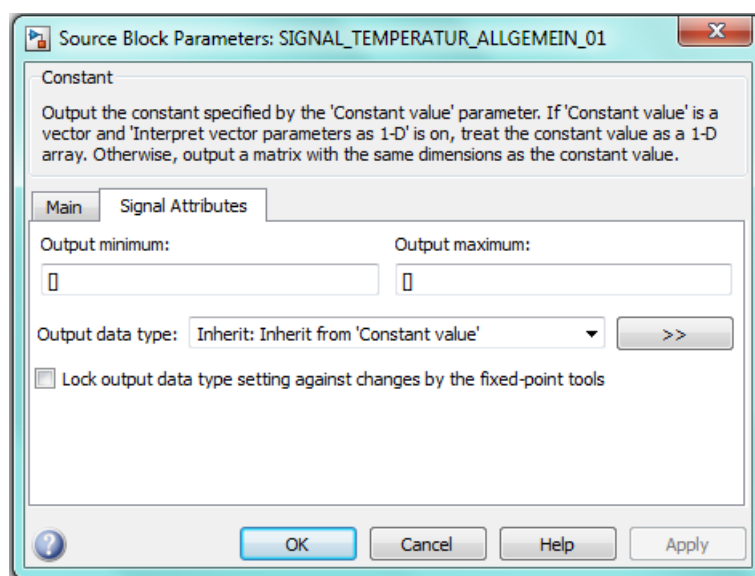 Source Block Parameters: SIGNAL_TEMPERATUR_ALLGEMEIN_01
Constant
Output the constant specified by the 'Constant value' parameter. If 'Constant value' is a
vector and 'Interpret vector parameters as 1-D' is on, treat the constant value as a 1-D
array. Otherwise, output a matrix with the same dimensions as the constant value.
Main Signal Attributes
Output minimum: Output maximum:
[] []
Output data type: Inherit: Inherit from 'Constant value' >>
Lock output data type setting against changes by the fixed-point tools
? OK Cancel Help Apply